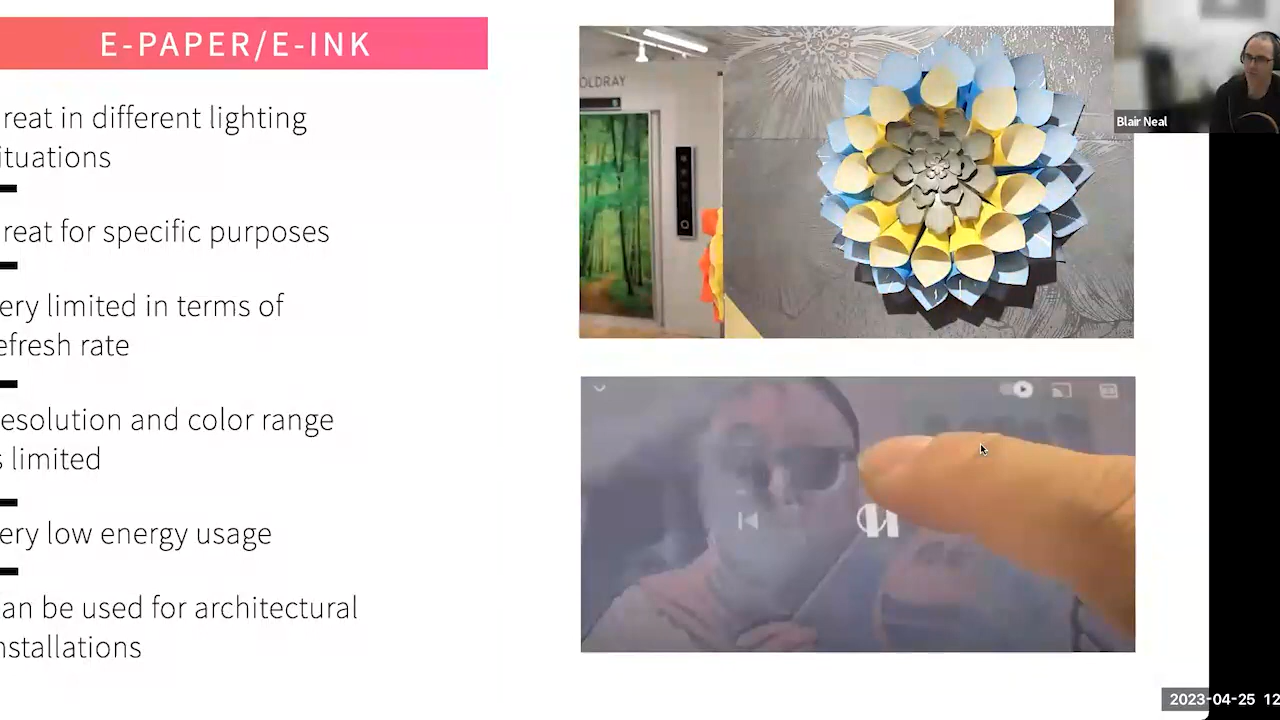 E-PAPER/E-INK
reat in different lighting
ituations
reat for specific purposes
ery limited in terms of
efresh rate
esolution and color range
s limited
ery low energy usage
an be used for architectural
nstallations
OLDRAY
Blair Neal
2023-04-25 12